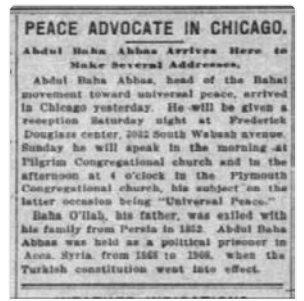 PEACE ADVOCATE IN CHICAGO.
Abdul Baha Abbas Arrives Here to
Make Several Addresses.
Abdul Baha Abbas, head of the Bahai
movement toward universal peace, arrived
in Chicago yesterday. He will be given a
reception Saturday night at Frederick
Douglass center, 3032 South Wabash avenue.
Sunday he will speak in the morning at
Pilgrim Congregational church and in the
afternoon at 4 o'clock in the Plymouth
Congregational church, his subject on the
latter occasion being "Universal Peace."
Baha O'llah, his father, was exiled with
his family from Persia in 1852. Abdul Baha
Abbas was held as a political prisoner in
Acca, Syria, from 1868 to 1908, when the
Turkish constitution went into effect.